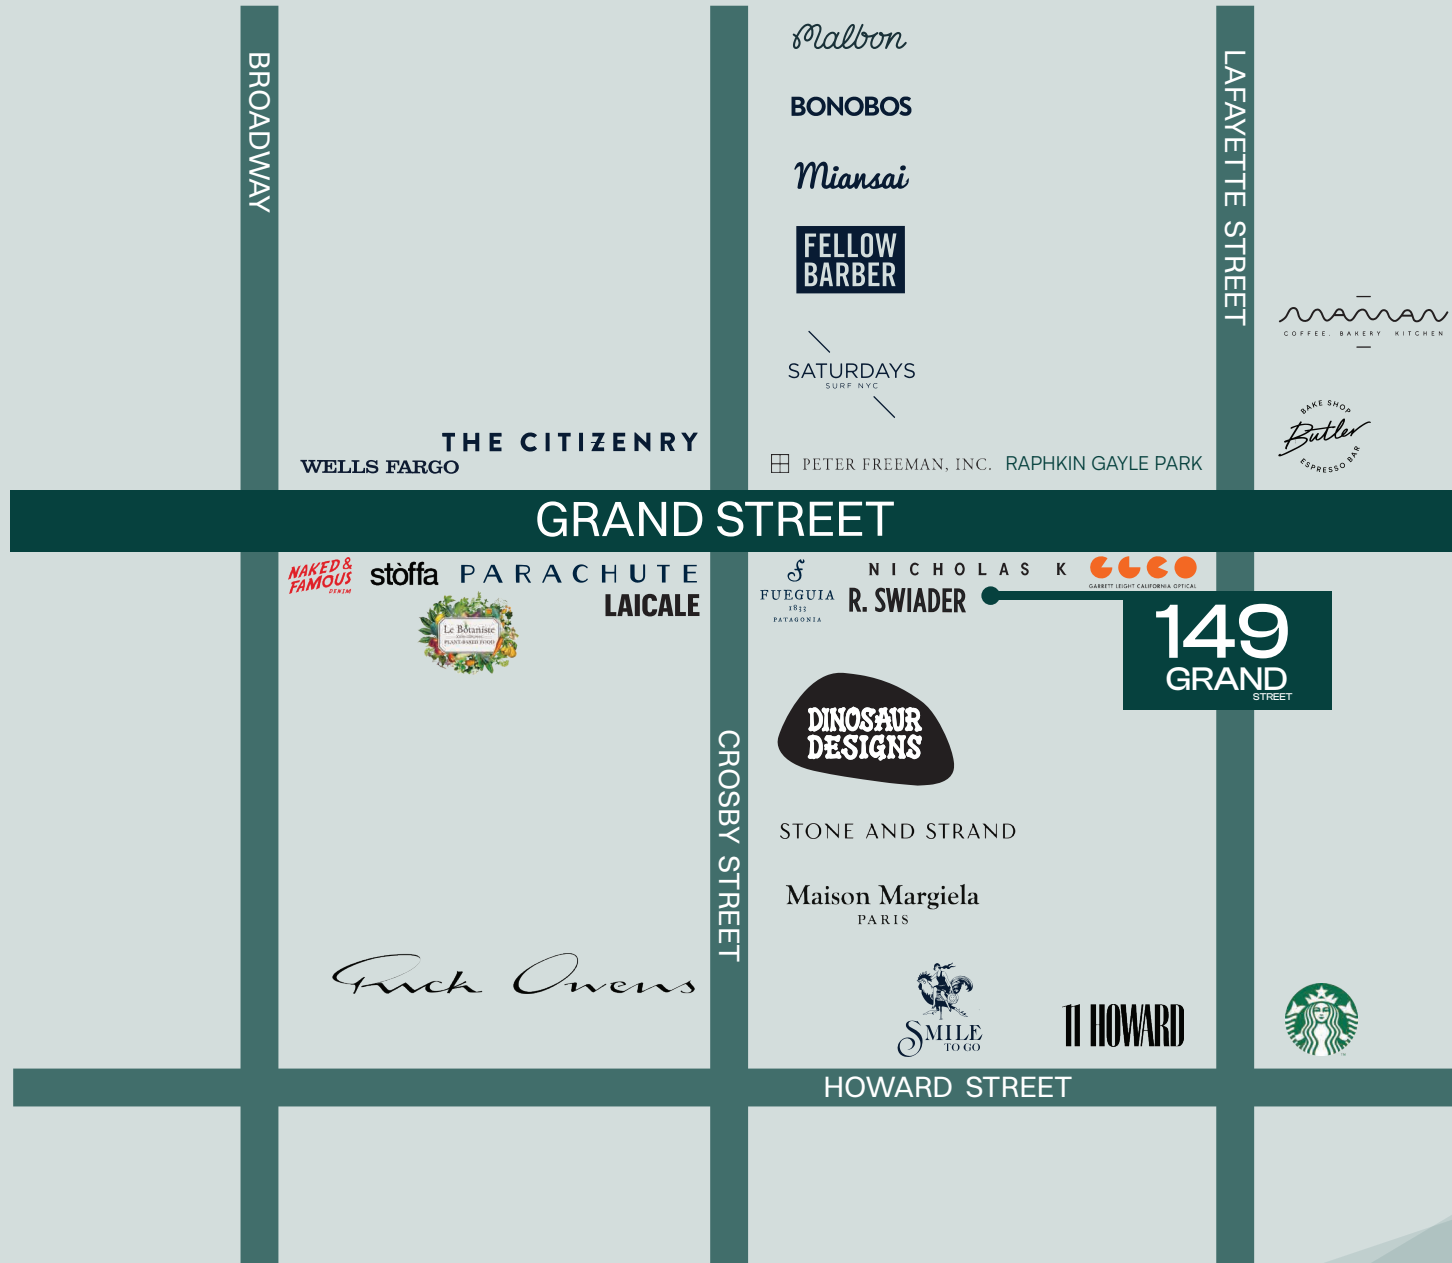 BROADWAY
LAFAYETTE STREET
Malbon
BONOBOS
Miansai
FELLOW
BARBER
maman
COFFEE. BAKERY KITCHEN
SATURDAYS
SURF NYC
BAKE SHOP
Butler
ESPRESSO BAR
THE CITIZENRY
WELLS FARGO
PETER FREEMAN, INC.
RAPHKIN GAYLE PARK
GRAND STREET
NAKED &
FAMOUS
DENIM
stòffa
PARACHUTE
LAICALE
Le Botaniste
PLANT-BASED FOOD
FUEGUIA
1833
PATAGONIA
NICHOLAS K
GLCO
GARRETT LEIGHT CALIFORNIA OPTICAL
R. SWIADER
149
GRAND
STREET
CROSBY STREET
DINOSAUR
DESIGNS
STONE AND STRAND
Maison Margiela
PARIS
Rick Owens
SMILE
TO GO
11 HOWARD
HOWARD STREET